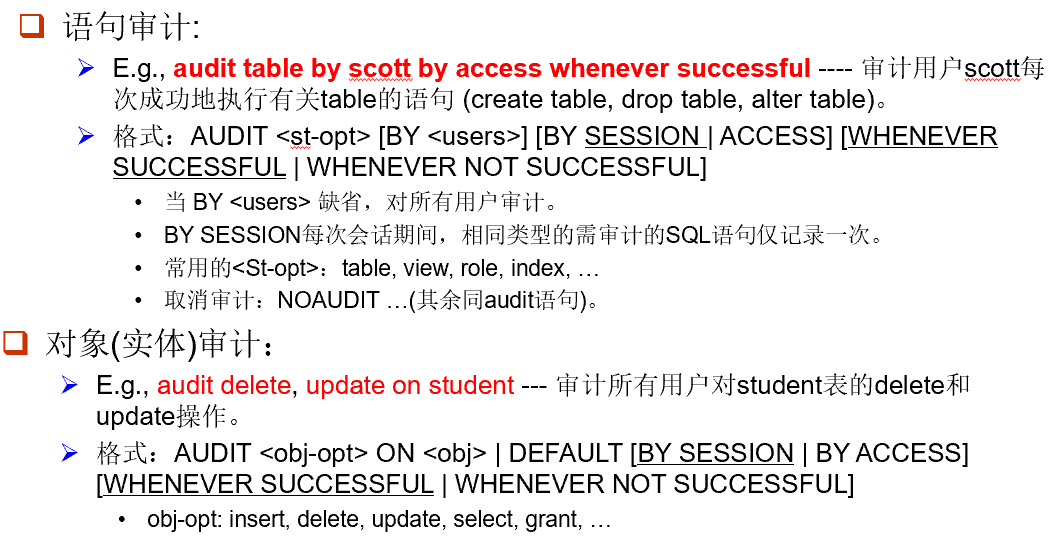 语句审计:
E.g., audit table by scott by access whenever successful ---- 审计用户scott每
次成功地执行有关table的语句 (create table, drop table, alter table)。
格式：AUDIT <st-opt> [BY <users>] [BY SESSION | ACCESS] [WHENEVER
SUCCESSFUL | WHENEVER NOT SUCCESSFUL]
• 当 BY <users> 缺省，对所有用户审计。
• BY SESSION每次会话期间，相同类型的需审计的SQL语句仅记录一次。
• 常用的<St-opt>：table, view, role, index, …
• 取消审计：NOAUDIT …(其余同audit语句)。
对象(实体)审计：
E.g., audit delete, update on student --- 审计所有用户对student表的delete和
update操作。
格式：AUDIT <obj-opt> ON <obj> | DEFAULT [BY SESSION | BY ACCESS]
[WHENEVER SUCCESSFUL | WHENEVER NOT SUCCESSFUL]
• obj-opt: insert, delete, update, select, grant, …